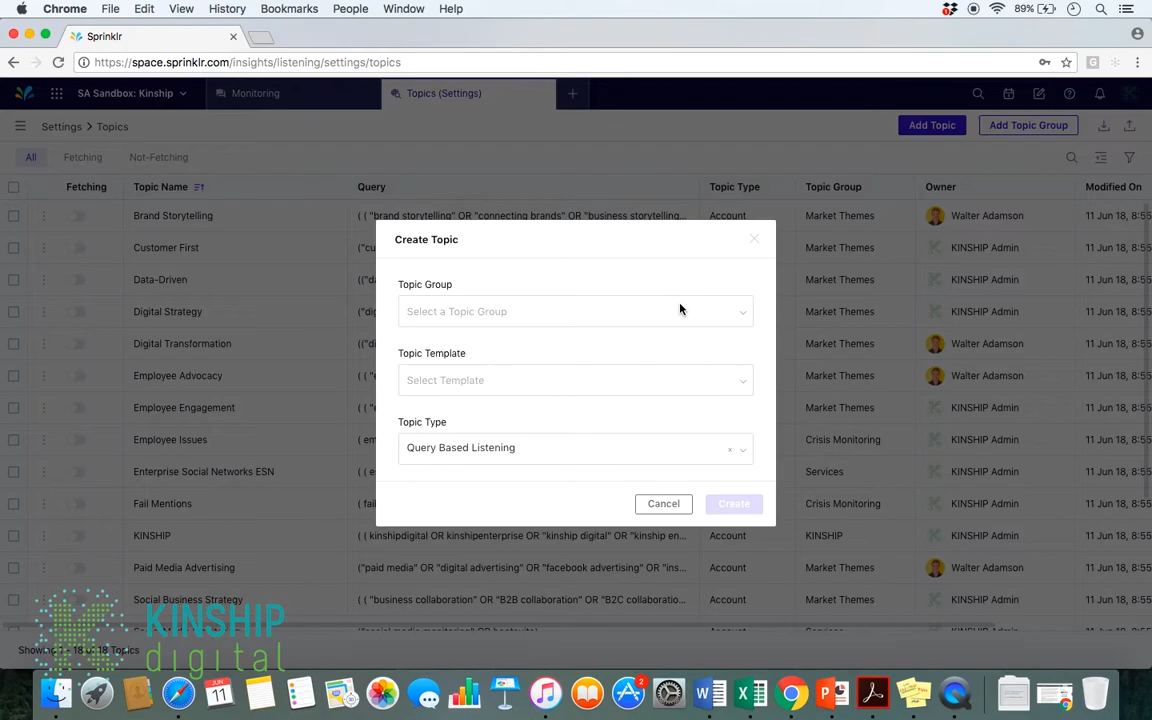 Chrome File Edit View History Bookmarks People Window Help 89%
Sprinklr
https://space.sprinklr.com/insights/listening/settings/topics
SA Sandbox: Kinship Monitoring Topics (Settings)
Settings > Topics Add Topic Add Topic Group
All Fetching Not-Fetching
Fetching Topic Name Query Topic Type Topic Group Owner Modified On
Brand Storytelling ( ( "brand storytelling" OR "connecting brands" OR "business storytelling... Account Market Themes Walter Adamson 11 Jun 18, 8:55
Customer First ("cu Market Themes KINSHIP Admin 11 Jun 18, 8:55
Data-Driven (("da Market Themes KINSHIP Admin 11 Jun 18, 8:55
Digital Strategy ("dig Market Themes KINSHIP Admin 11 Jun 18, 8:55
Digital Transformation (("di Market Themes Walter Adamson 11 Jun 18, 8:55
Employee Advocacy ( ( "e Market Themes Walter Adamson 11 Jun 18, 8:55
Employee Engagement ( ( "e Market Themes KINSHIP Admin 11 Jun 18, 8:55
Employee Issues ( em Crisis Monitoring KINSHIP Admin 11 Jun 18, 8:55
Enterprise Social Networks ESN ( ( es Services KINSHIP Admin 11 Jun 18, 8:55
Fail Mentions ( fail Crisis Monitoring KINSHIP Admin 11 Jun 18, 8:55
KINSHIP ( ( kinshipdigital OR kinshipenterprise OR "kinship digital" OR "kinship en... Account KINSHIP KINSHIP Admin 11 Jun 18, 8:55
Paid Media Advertising ("paid media" OR "digital advertising" OR "facebook advertising" OR "ins... Account Market Themes Walter Adamson 11 Jun 18, 8:55
Social Business Strategy ( ( "business collaboration" OR "B2B collaboration" OR "B2C collaboratio... Account Market Themes KINSHIP Admin 11 Jun 18, 8:55
Create Topic
Topic Group
Select a Topic Group
Topic Template
Select Template
Topic Type
Query Based Listening
Cancel Create
KINSHIP
digital
JUN
11
2